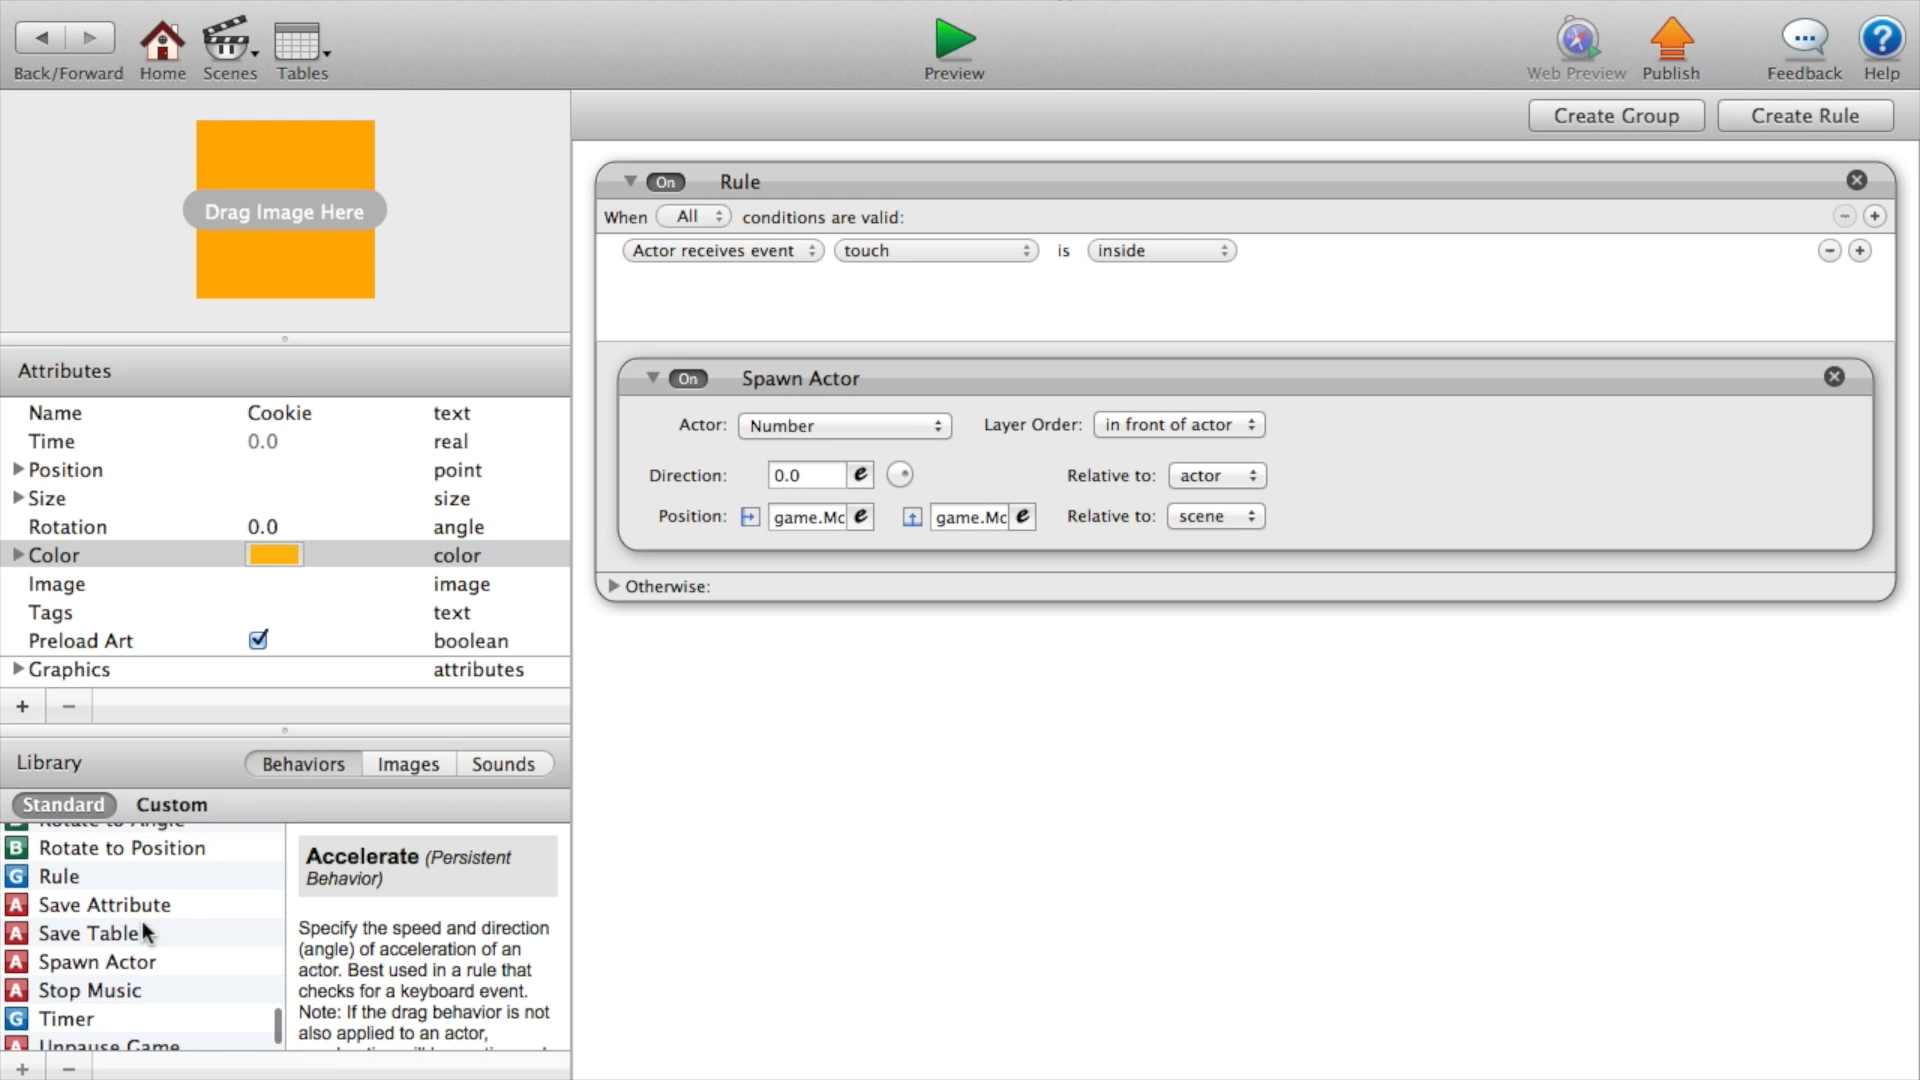 Back/Forward Home Scenes Tables Preview Web Preview Publish Feedback Help
Create Group Create Rule
Drag Image Here
On Rule
When All conditions are valid:
Actor receives event touch is inside
On Spawn Actor
Actor: Number Layer Order: in front of actor
Direction: 0.0 e Relative to: actor
Position: game.Mc e game.Mc e Relative to: scene
Otherwise:
Attributes
Name Cookie text
Time 0.0 real
Position point
Size size
Rotation 0.0 angle
Color color
Image image
Tags text
Preload Art boolean
Graphics attributes
+ −
Library Behaviors Images Sounds
Standard Custom
Rotate to Angle
B Rotate to Position
G Rule
A Save Attribute
A Save Table
A Spawn Actor
A Stop Music
G Timer
A Unpause Game
Accelerate (Persistent
Behavior)
Specify the speed and direction
(angle) of acceleration of an
actor. Best used in a rule that
checks for a keyboard event.
Note: If the drag behavior is not
also applied to an actor,
+ −